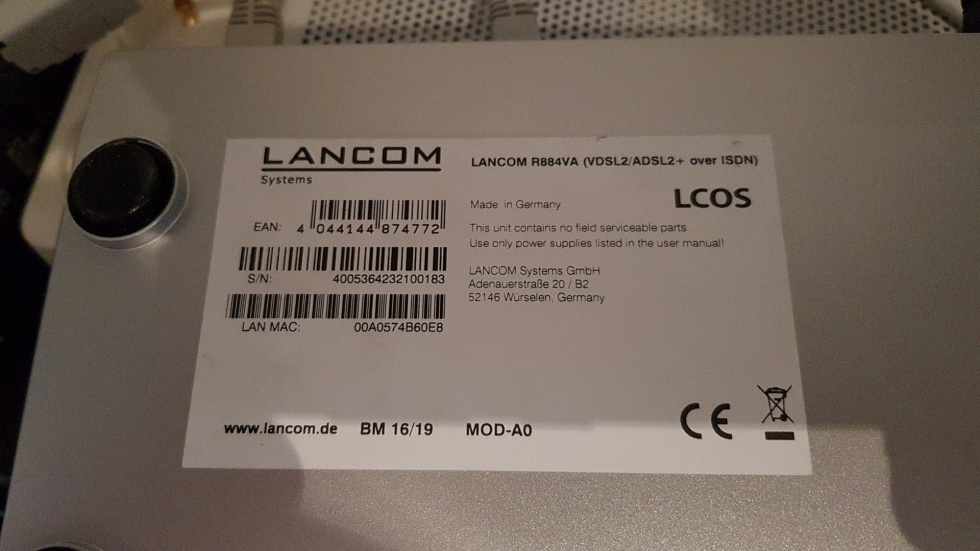 LANCOM
Systems
LANCOM R884VA (VDSL2/ADSL2+ over ISDN)
LCOS
Made in Germany
EAN: 4 044144 874772
This unit contains no field serviceable parts.
Use only power supplies listed in the user manual!
S/N: 4005364232100183
LANCOM Systems GmbH
Adenauerstraße 20 / B2
52146 Würselen, Germany
LAN MAC: 00A0574B60E8
www.lancom.de BM 16/19 MOD-A0
CE